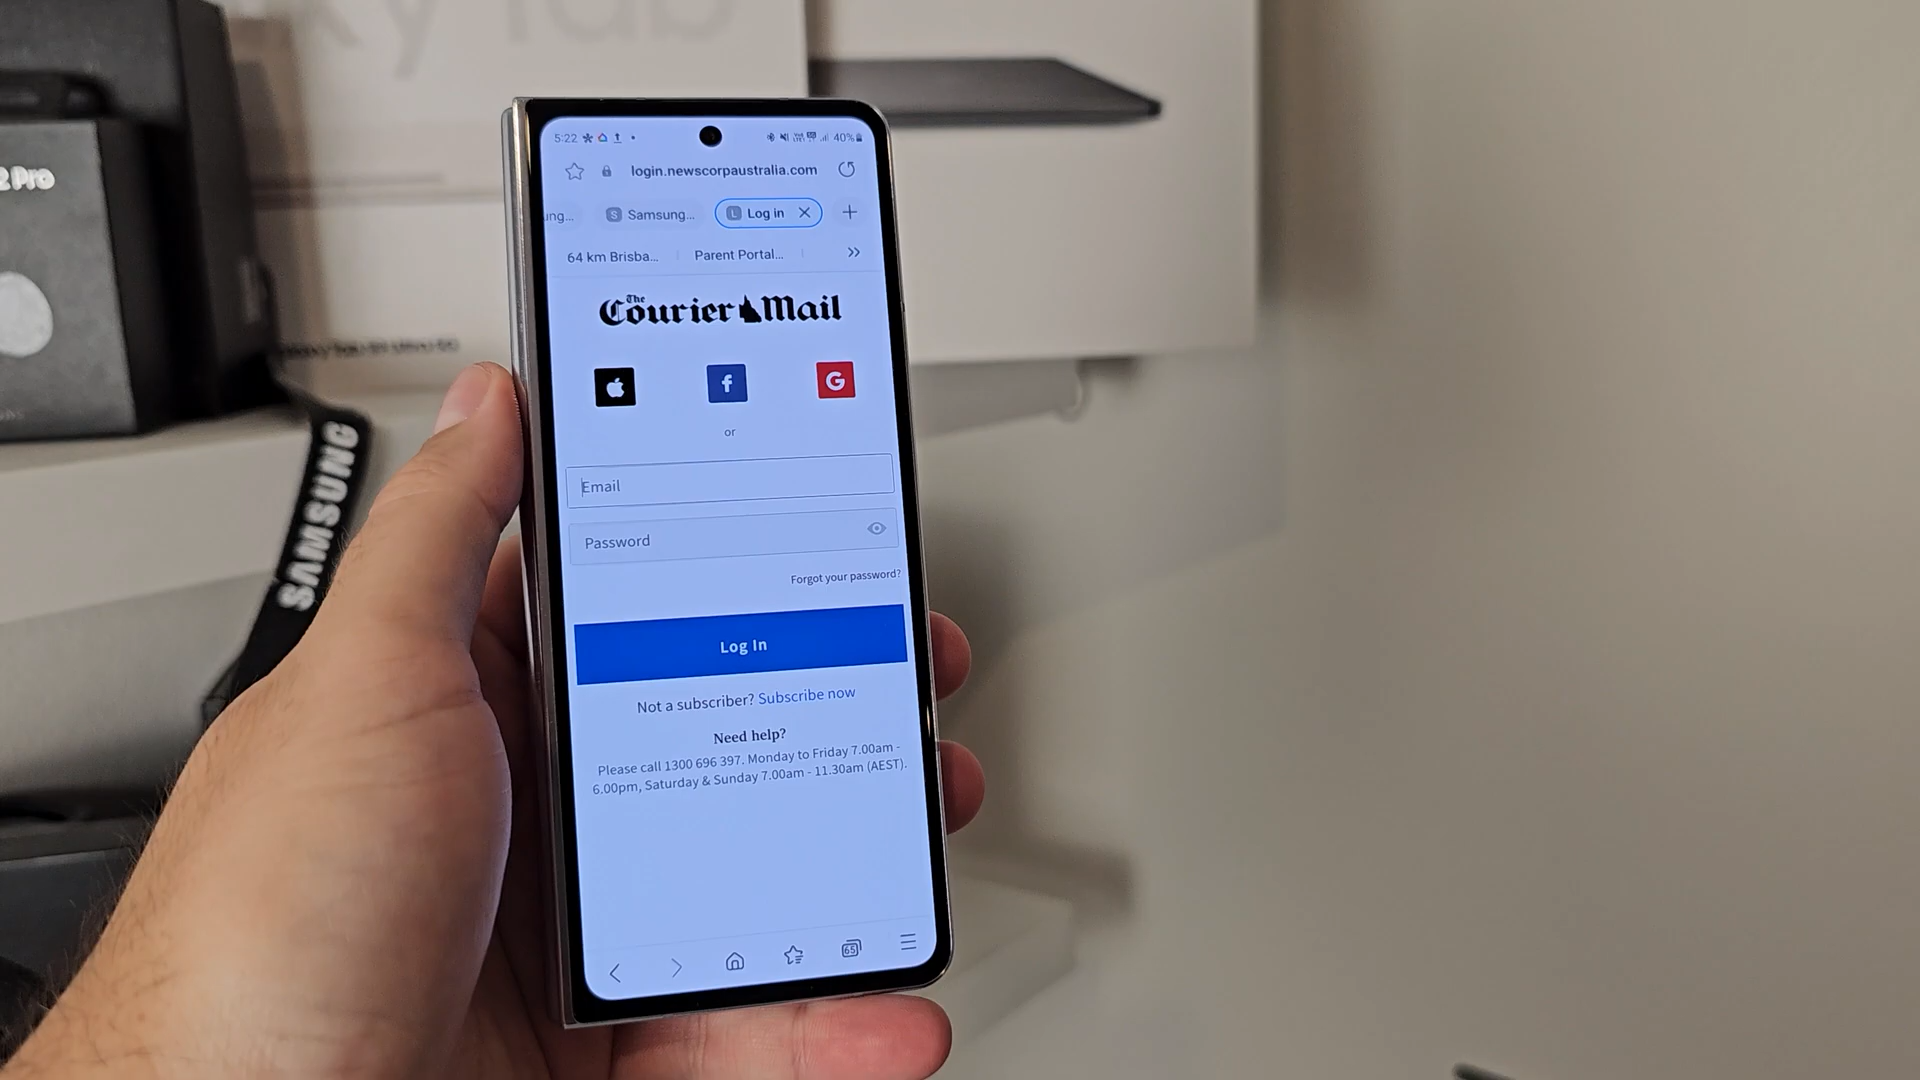 2 Pro
SAMSUNG
5:22
40%
login.newscorpaustralia.com
ung...
S Samsung...
L Log in
64 km Brisba...
Parent Portal...
The Courier Mail
f
G
or
Email
Password
Forgot your password?
Log In
Not a subscriber? Subscribe now
Need help?
Please call 1300 696 397. Monday to Friday 7.00am -
6.00pm, Saturday & Sunday 7.00am - 11.30am (AEST).
65